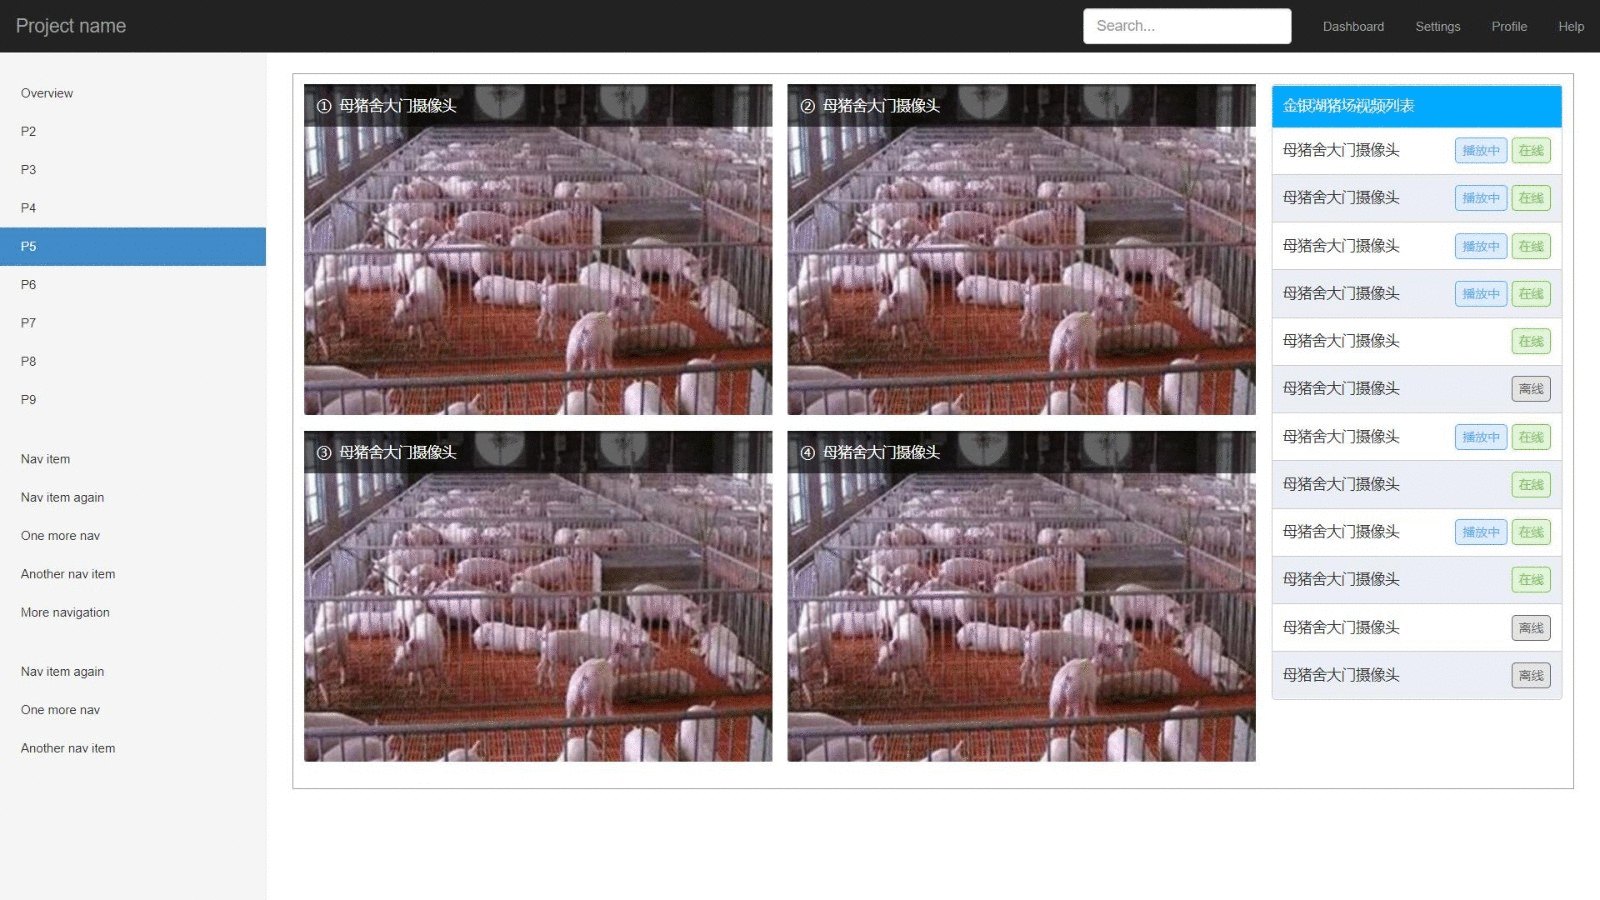 Project name
Search...
Dashboard
Settings
Profile
Help
Overview
P2
P3
P4
P5
P6
P7
P8
P9
Nav item
Nav item again
One more nav
Another nav item
More navigation
Nav item again
One more nav
Another nav item
① 母猪舍大门摄像头
② 母猪舍大门摄像头
③ 母猪舍大门摄像头
④ 母猪舍大门摄像头
金银湖猪场视频列表
母猪舍大门摄像头 播放中 在线
母猪舍大门摄像头 播放中 在线
母猪舍大门摄像头 播放中 在线
母猪舍大门摄像头 播放中 在线
母猪舍大门摄像头 在线
母猪舍大门摄像头 离线
母猪舍大门摄像头 播放中 在线
母猪舍大门摄像头 在线
母猪舍大门摄像头 播放中 在线
母猪舍大门摄像头 在线
母猪舍大门摄像头 离线
母猪舍大门摄像头 离线